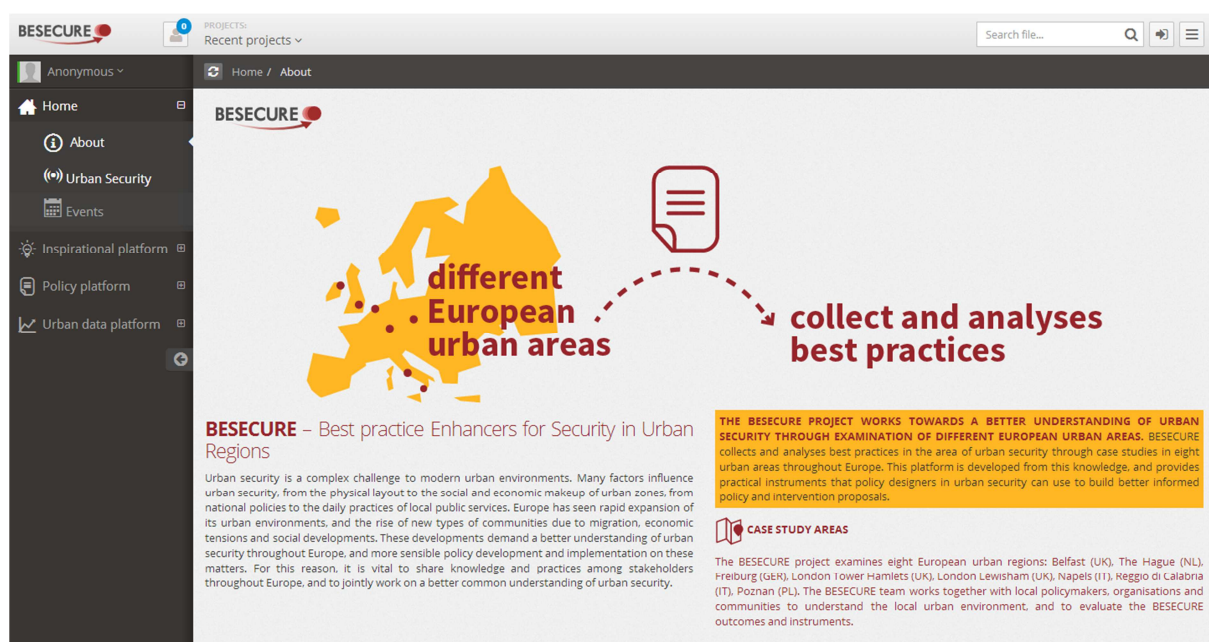 BESECURE
0
PROJECTS:
Recent projects
Search file...
Anonymous
Home / About
Home
About
Urban Security
Events
Inspirational platform
Policy platform
Urban data platform
BESECURE
different
European
urban areas
collect and analyses
best practices
BESECURE – Best practice Enhancers for Security in Urban
Regions
Urban security is a complex challenge to modern urban environments. Many factors influence
urban security, from the physical layout to the social and economic makeup of urban zones, from
national policies to the daily practices of local public services. Europe has seen rapid expansion of
its urban environments, and the rise of new types of communities due to migration, economic
tensions and social developments. These developments demand a better understanding of urban
security throughout Europe, and more sensible policy development and implementation on these
matters. For this reason, it is vital to share knowledge and practices among stakeholders
throughout Europe, and to jointly work on a better common understanding of urban security.
THE BESECURE PROJECT WORKS TOWARDS A BETTER UNDERSTANDING OF URBAN
SECURITY THROUGH EXAMINATION OF DIFFERENT EUROPEAN URBAN AREAS. BESECURE
collects and analyses best practices in the area of urban security through case studies in eight
urban areas throughout Europe. This platform is developed from this knowledge, and provides
practical instruments that policy designers in urban security can use to build better informed
policy and intervention proposals.
CASE STUDY AREAS
The BESECURE project examines eight European urban regions: Belfast (UK), The Hague (NL),
Freiburg (GER), London Tower Hamlets (UK), London Lewisham (UK), Napels (IT), Reggio di Calabria
(IT), Poznan (PL). The BESECURE team works together with local policymakers, organisations and
communities to understand the local urban environment, and to evaluate the BESECURE
outcomes and instruments.